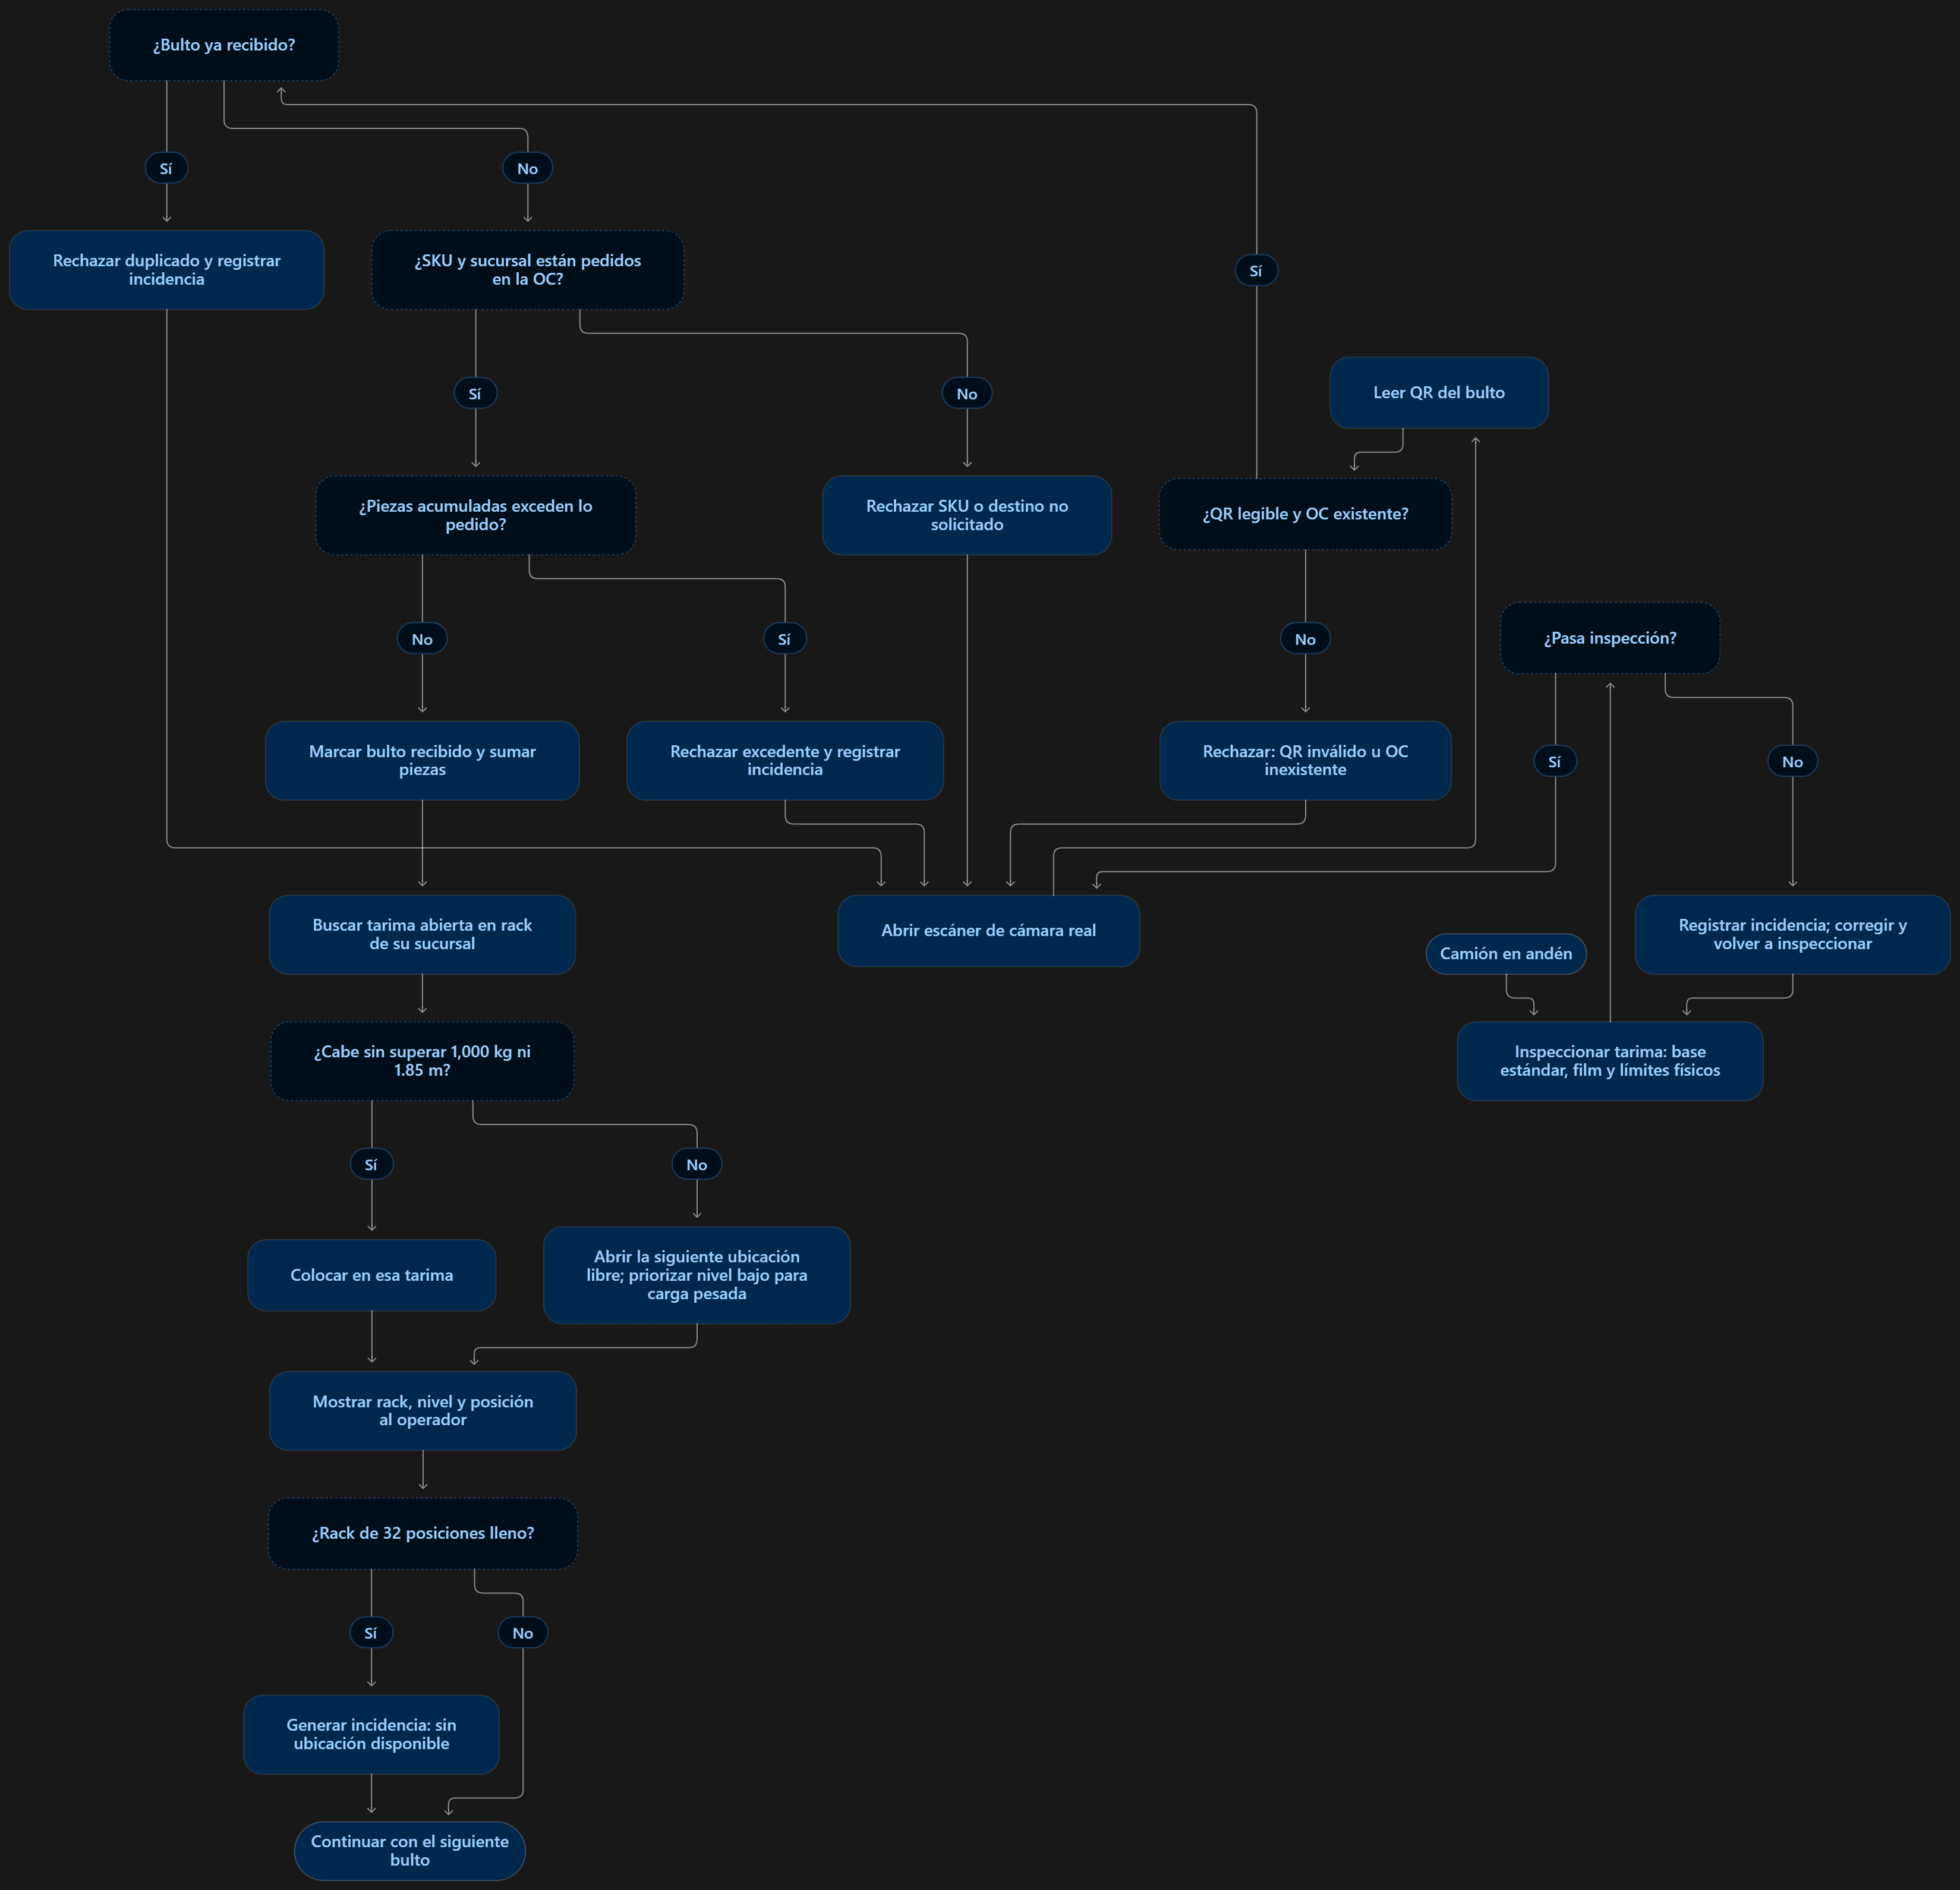 ¿Bulto ya recibido?
Sí
No
Rechazar duplicado y registrar
incidencia
¿SKU y sucursal están pedidos
en la OC?
Sí
Sí
No
Leer QR del bulto
¿Piezas acumuladas exceden lo
pedido?
Rechazar SKU o destino no
solicitado
¿QR legible y OC existente?
No
Sí
No
¿Pasa inspección?
Marcar bulto recibido y sumar
piezas
Rechazar excedente y registrar
incidencia
Rechazar: QR inválido u OC
inexistente
Sí
No
Buscar tarima abierta en rack
de su sucursal
Abrir escáner de cámara real
Camión en andén
Registrar incidencia; corregir y
volver a inspeccionar
¿Cabe sin superar 1,000 kg ni
1.85 m?
Inspeccionar tarima: base
estándar, film y límites físicos
Sí
No
Colocar en esa tarima
Abrir la siguiente ubicación
libre; priorizar nivel bajo para
carga pesada
Mostrar rack, nivel y posición
al operador
¿Rack de 32 posiciones lleno?
Sí
No
Generar incidencia: sin
ubicación disponible
Continuar con el siguiente
bulto